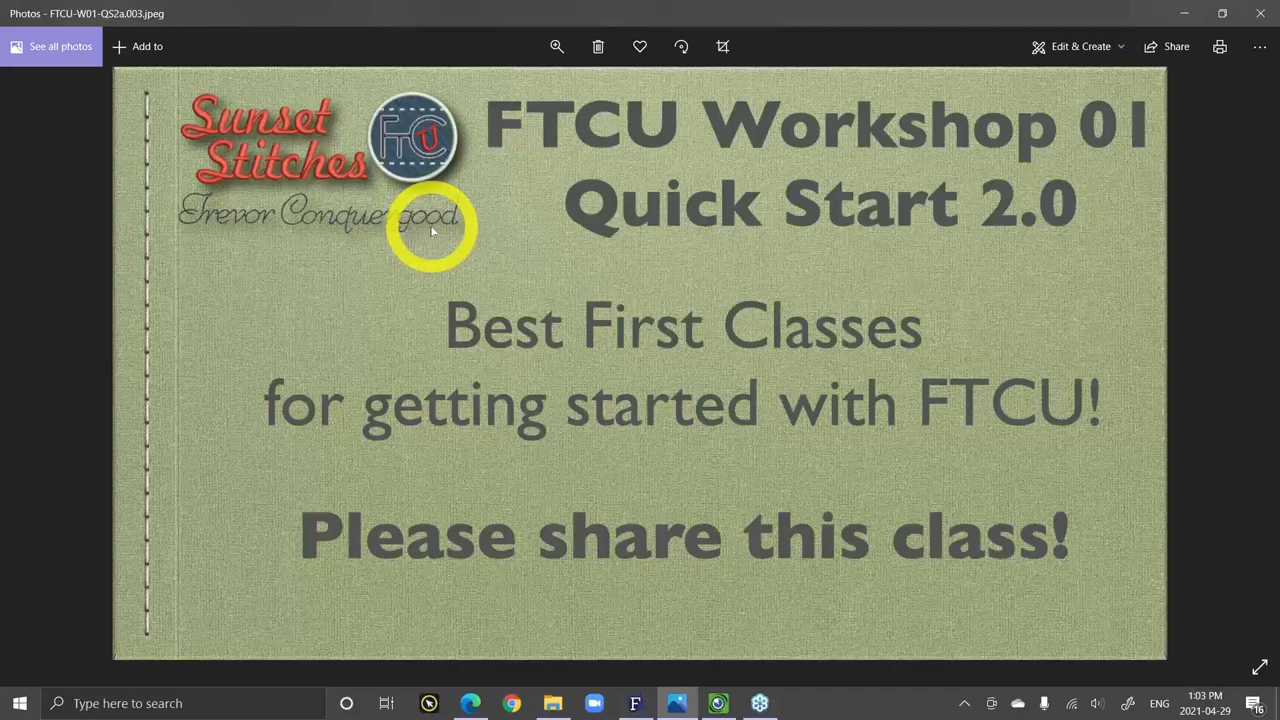 Photos - FTCU-W01-QS2a.003.jpeg
See all photos
Add to
Edit & Create
Share
Sunset
Stitches
FTCU
Trevor Conquergood
FTCU Workshop 01
Quick Start 2.0
Best First Classes
for getting started with FTCU!
Please share this class!
Type here to search
F
ENG
1:03 PM
2021-04-29
16